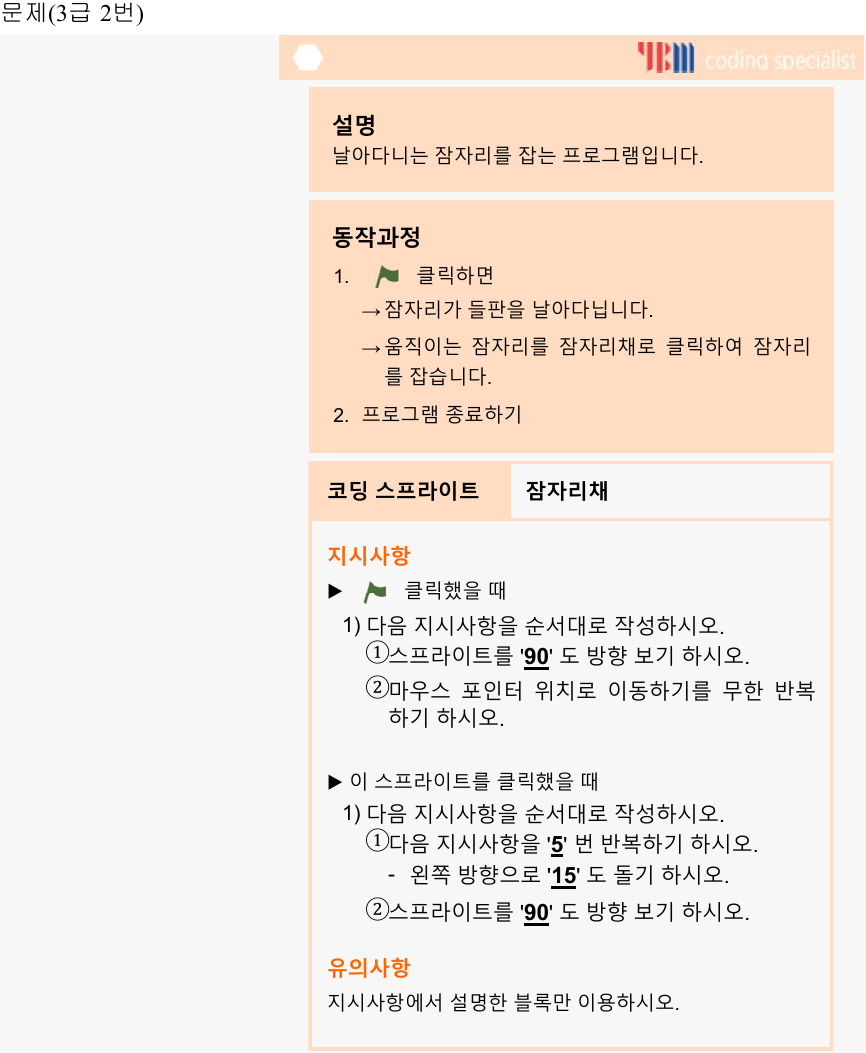 문제(3급 2번)
YBM coding specialist
설명
날아다니는 잠자리를 잡는 프로그램입니다.
동작과정
1. 클릭하면
→잠자리가 들판을 날아다닙니다.
→움직이는 잠자리를 잠자리채로 클릭하여 잠자리
를 잡습니다.
2. 프로그램 종료하기
코딩 스프라이트 잠자리채
지시사항
▶ 클릭했을 때
1) 다음 지시사항을 순서대로 작성하시오.
①스프라이트를 '90' 도 방향 보기 하시오.
②마우스 포인터 위치로 이동하기를 무한 반복
하기 하시오.
▶ 이 스프라이트를 클릭했을 때
1) 다음 지시사항을 순서대로 작성하시오.
①다음 지시사항을 '5' 번 반복하기 하시오.
- 왼쪽 방향으로 '15' 도 돌기 하시오.
②스프라이트를 '90' 도 방향 보기 하시오.
유의사항
지시사항에서 설명한 블록만 이용하시오.